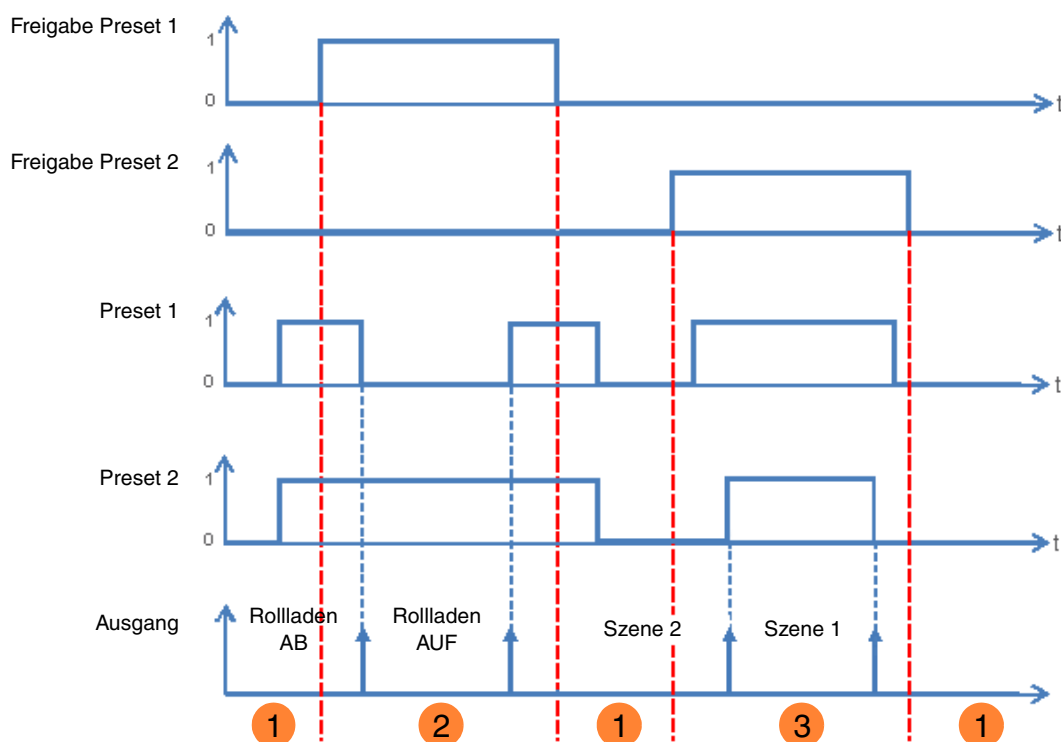 Freigabe Preset 1
1
0
t
Freigabe Preset 2
1
0
t
Preset 1
1
0
t
Preset 2
1
0
t
Ausgang
Rollladen
AB
Rollladen
AUF
Szene 2
Szene 1
1
2
1
3
1